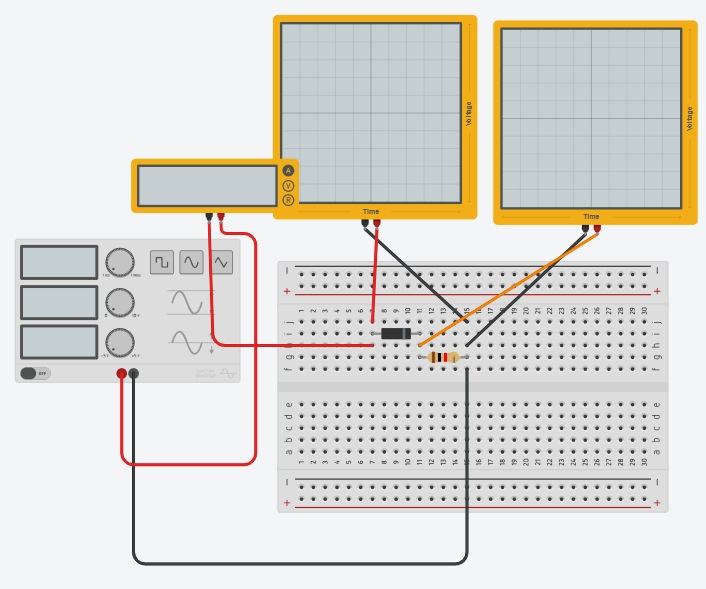 Voltage
Time
Voltage
Time
A
V
R
OFF
− −
+ +
1 2 3 4 5 6 7 8 9 10 11 12 13 14 15 16 17 18 19 20 21 22 23 24 25 26 27 28 29 30
j j
i i
h h
g g
f f
e e
d d
c c
b b
a a
1 2 3 4 5 6 7 8 9 10 11 12 13 14 15 16 17 18 19 20 21 22 23 24 25 26 27 28 29 30
− −
+ +